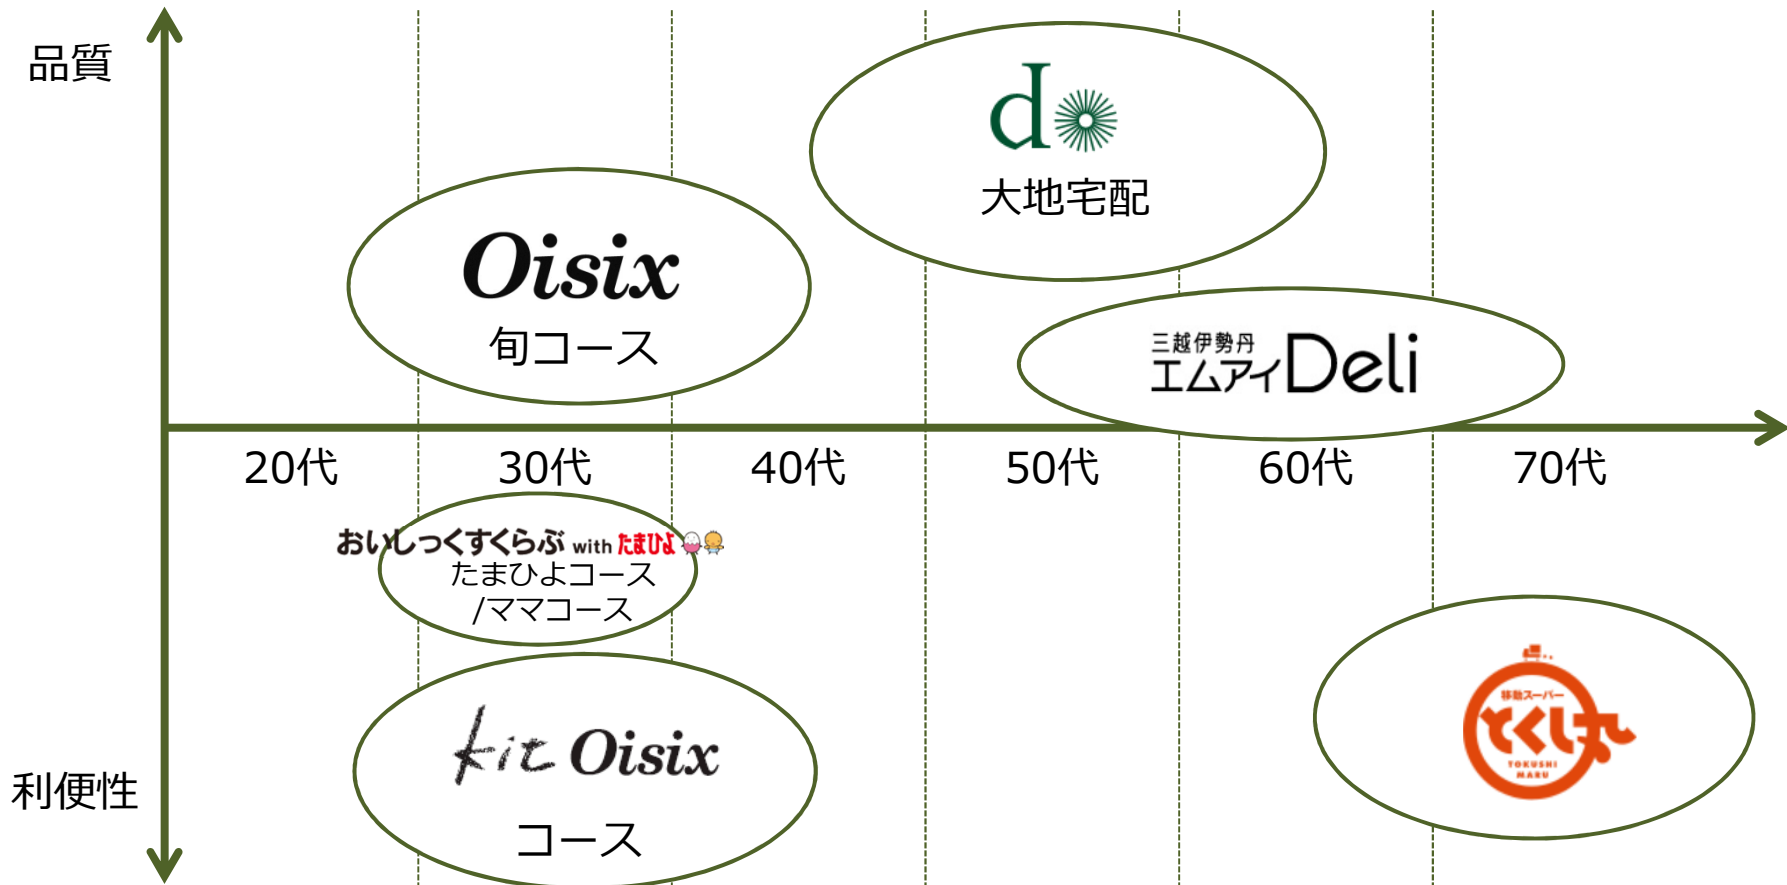 品質
do
大地宅配
Oisix
旬コース
三越伊勢丹
エムアイDeli
20代 30代 40代 50代 60代 70代
おいしっくすくらぶ with たまひよ
たまひよコース
/ママコース
kit Oisix
コース
利便性
移動スーパー
とくし丸
TOKUSHI
MARU